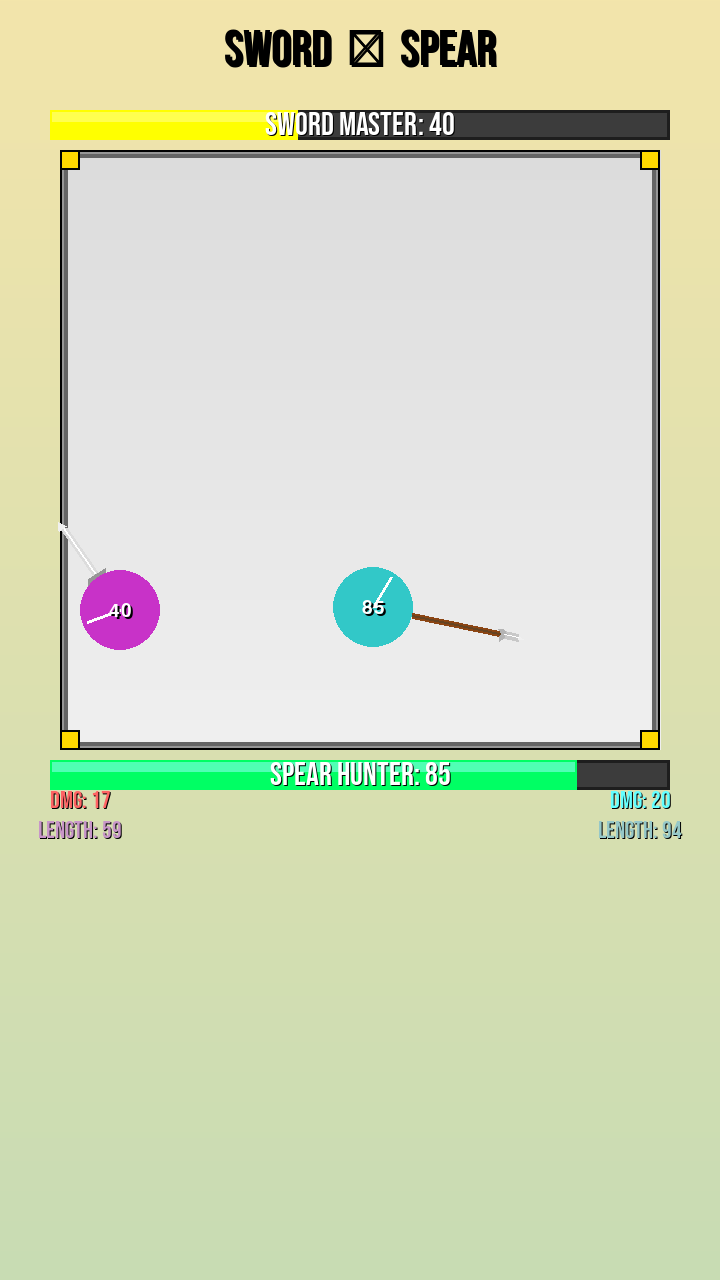 SWORD SPEAR
SWORD MASTER: 40
40
85
SPEAR HUNTER: 85
DMG: 17
DMG: 20
LENGTH: 59
LENGTH: 94